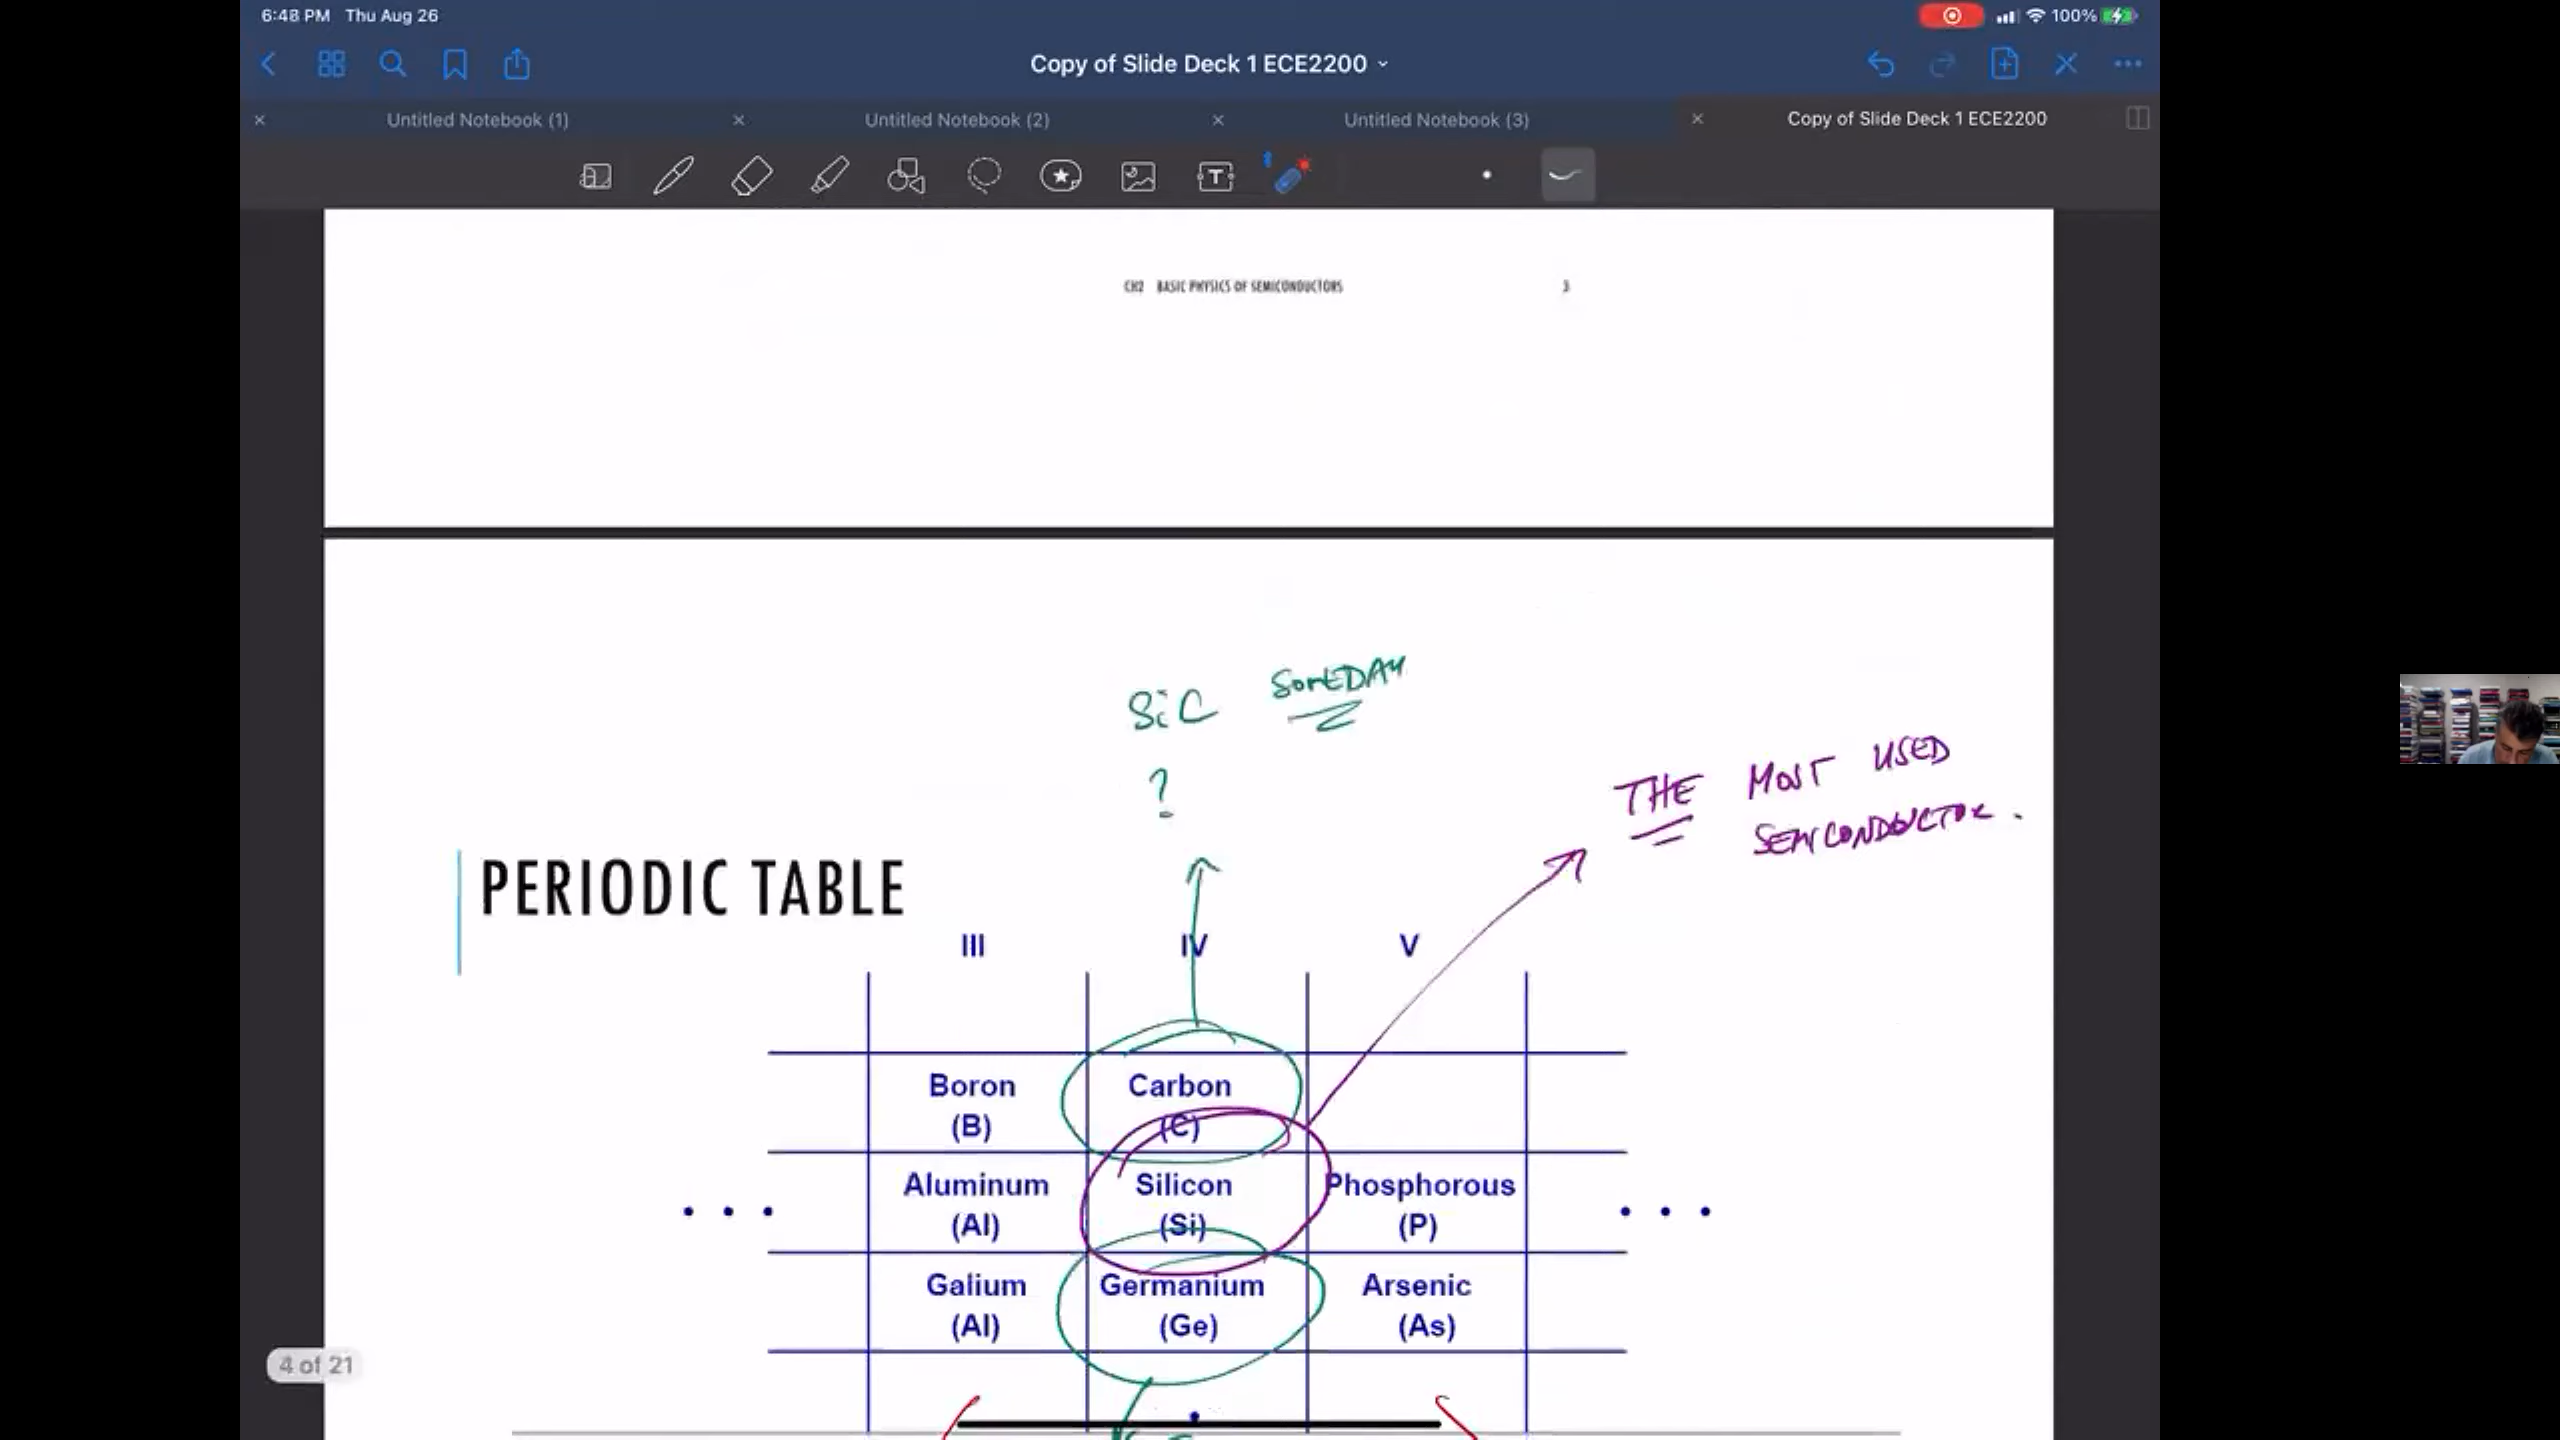 6:48 PM Thu Aug 26
100%
Copy of Slide Deck 1 ECE2200
Untitled Notebook (1)
Untitled Notebook (2)
Untitled Notebook (3)
Copy of Slide Deck 1 ECE2200
CH2 BASIC PHYSICS OF SEMICONDUCTORS 3
SiC SOMEDAY
?
THE MOST USED
SEMICONDUCTOR.
PERIODIC TABLE
III IV V
Boron Carbon
(B) (C)
Aluminum Silicon Phosphorous
(Al) (Si) (P)
Galium Germanium Arsenic
(Al) (Ge) (As)
4 of 21